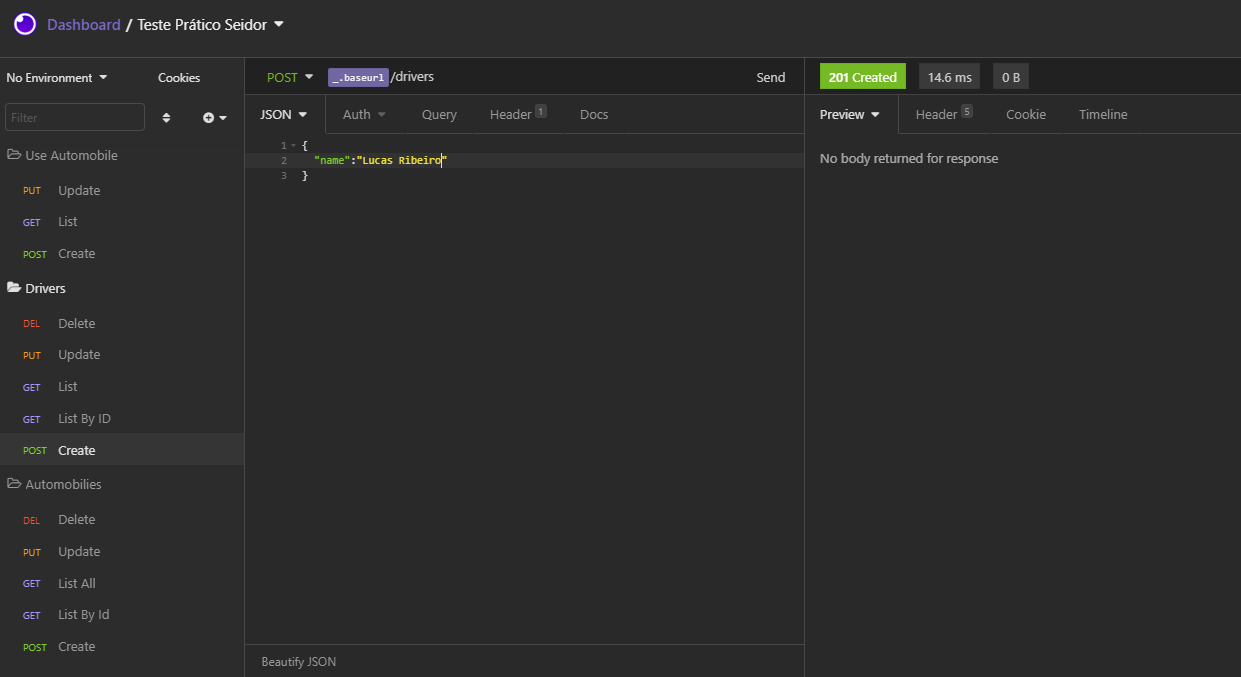 Dashboard / Teste Prático Seidor
No Environment
Cookies
Filter
Use Automobile
PUT Update
GET List
POST Create
Drivers
DEL Delete
PUT Update
GET List
GET List By ID
POST Create
Automobilies
DEL Delete
PUT Update
GET List All
GET List By Id
POST Create
POST _.baseurl/drivers Send
JSON Auth Query Header 1 Docs
1 {
2 "name":"Lucas Ribeiro"
3 }
Beautify JSON
201 Created 14.6 ms 0 B
Preview Header 5 Cookie Timeline
No body returned for response